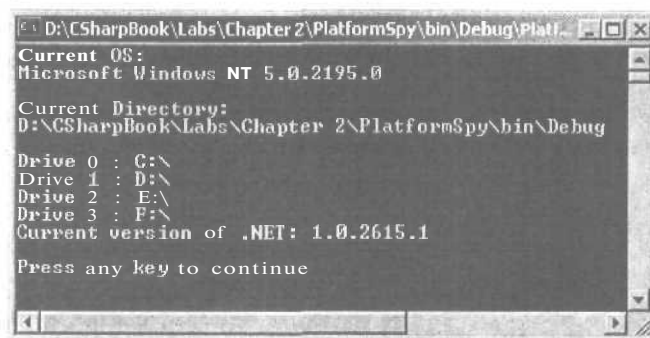 D:\CSharpBook\Labs\Chapter 2\PlatformSpy\bin\Debug\Platf...
Current OS:
Microsoft Windows NT 5.0.2195.0
Current Directory:
D:\CSharpBook\Labs\Chapter 2\PlatformSpy\bin\Debug
Drive 0 : C:\
Drive 1 : D:\
Drive 2 : E:\
Drive 3 : F:\
Current version of .NET: 1.0.2615.1
Press any key to continue